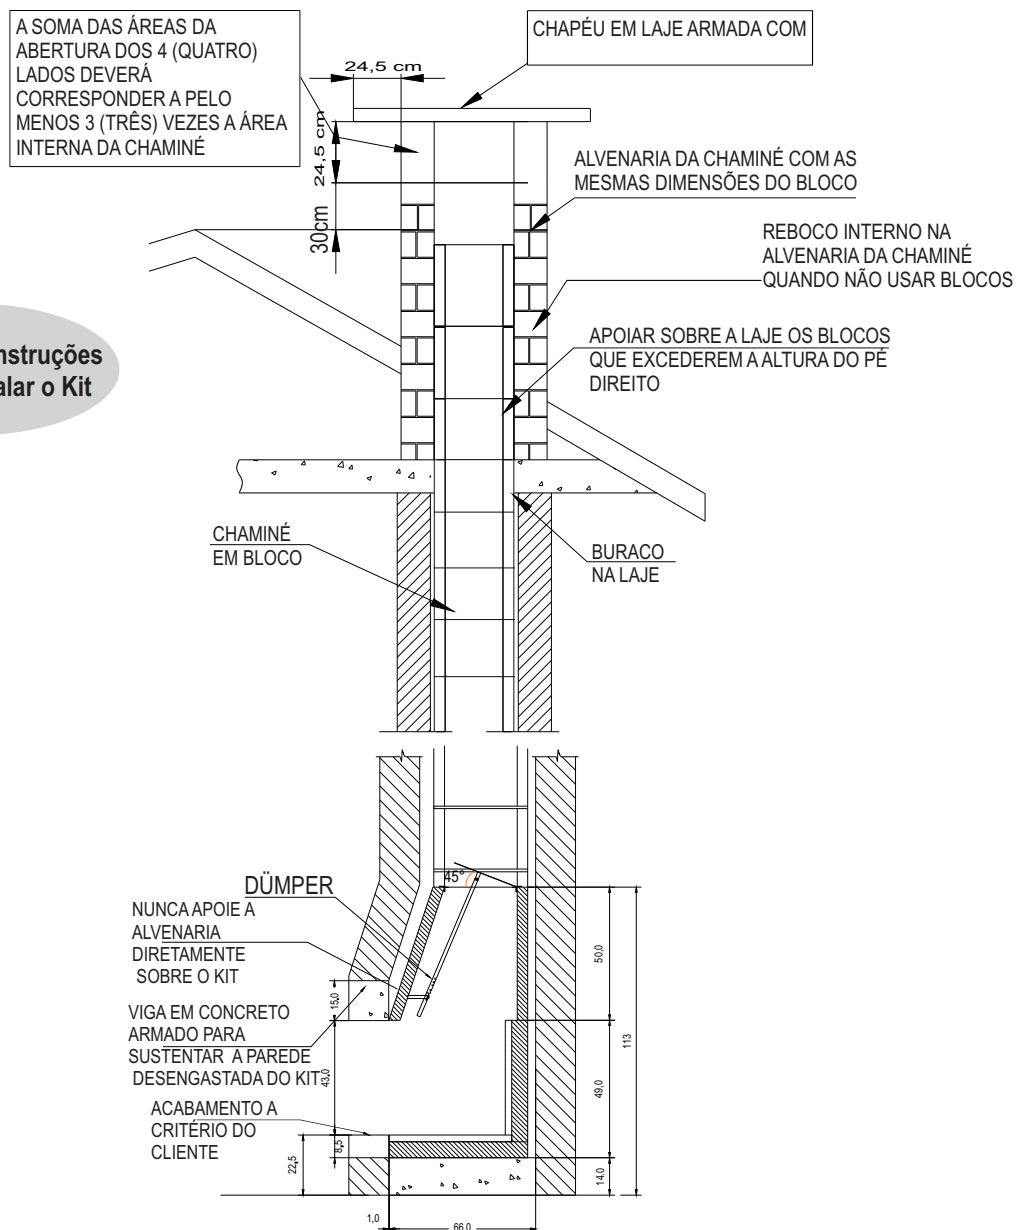 A SOMA DAS ÁREAS DA
ABERTURA DOS 4 (QUATRO)
LADOS DEVERÁ
CORRESPONDER A PELO
MENOS 3 (TRÊS) VEZES A ÁREA
INTERNA DA CHAMINÉ
CHAPÉU EM LAJE ARMADA COM
24,5 cm
24,5 cm
30cm
ALVENARIA DA CHAMINÉ COM AS
MESMAS DIMENSÕES DO BLOCO
REBOCO INTERNO NA
ALVENARIA DA CHAMINÉ
QUANDO NÃO USAR BLOCOS
nstruções
alar o Kit
APOIAR SOBRE A LAJE OS BLOCOS
QUE EXCEDEREM A ALTURA DO PÉ
DIREITO
CHAMINÉ
EM BLOCO
BURACO
NA LAJE
45°
DÜMPER
NUNCA APOIE A
ALVENARIA
DIRETAMENTE
SOBRE O KIT
VIGA EM CONCRETO
ARMADO PARA
SUSTENTAR A PAREDE
DESENGASTADA DO KIT
ACABAMENTO A
CRITÉRIO DO
CLIENTE
15,0
43,0
8,5
22,5
50,0
49,0
113
14,0
1,0
66,0